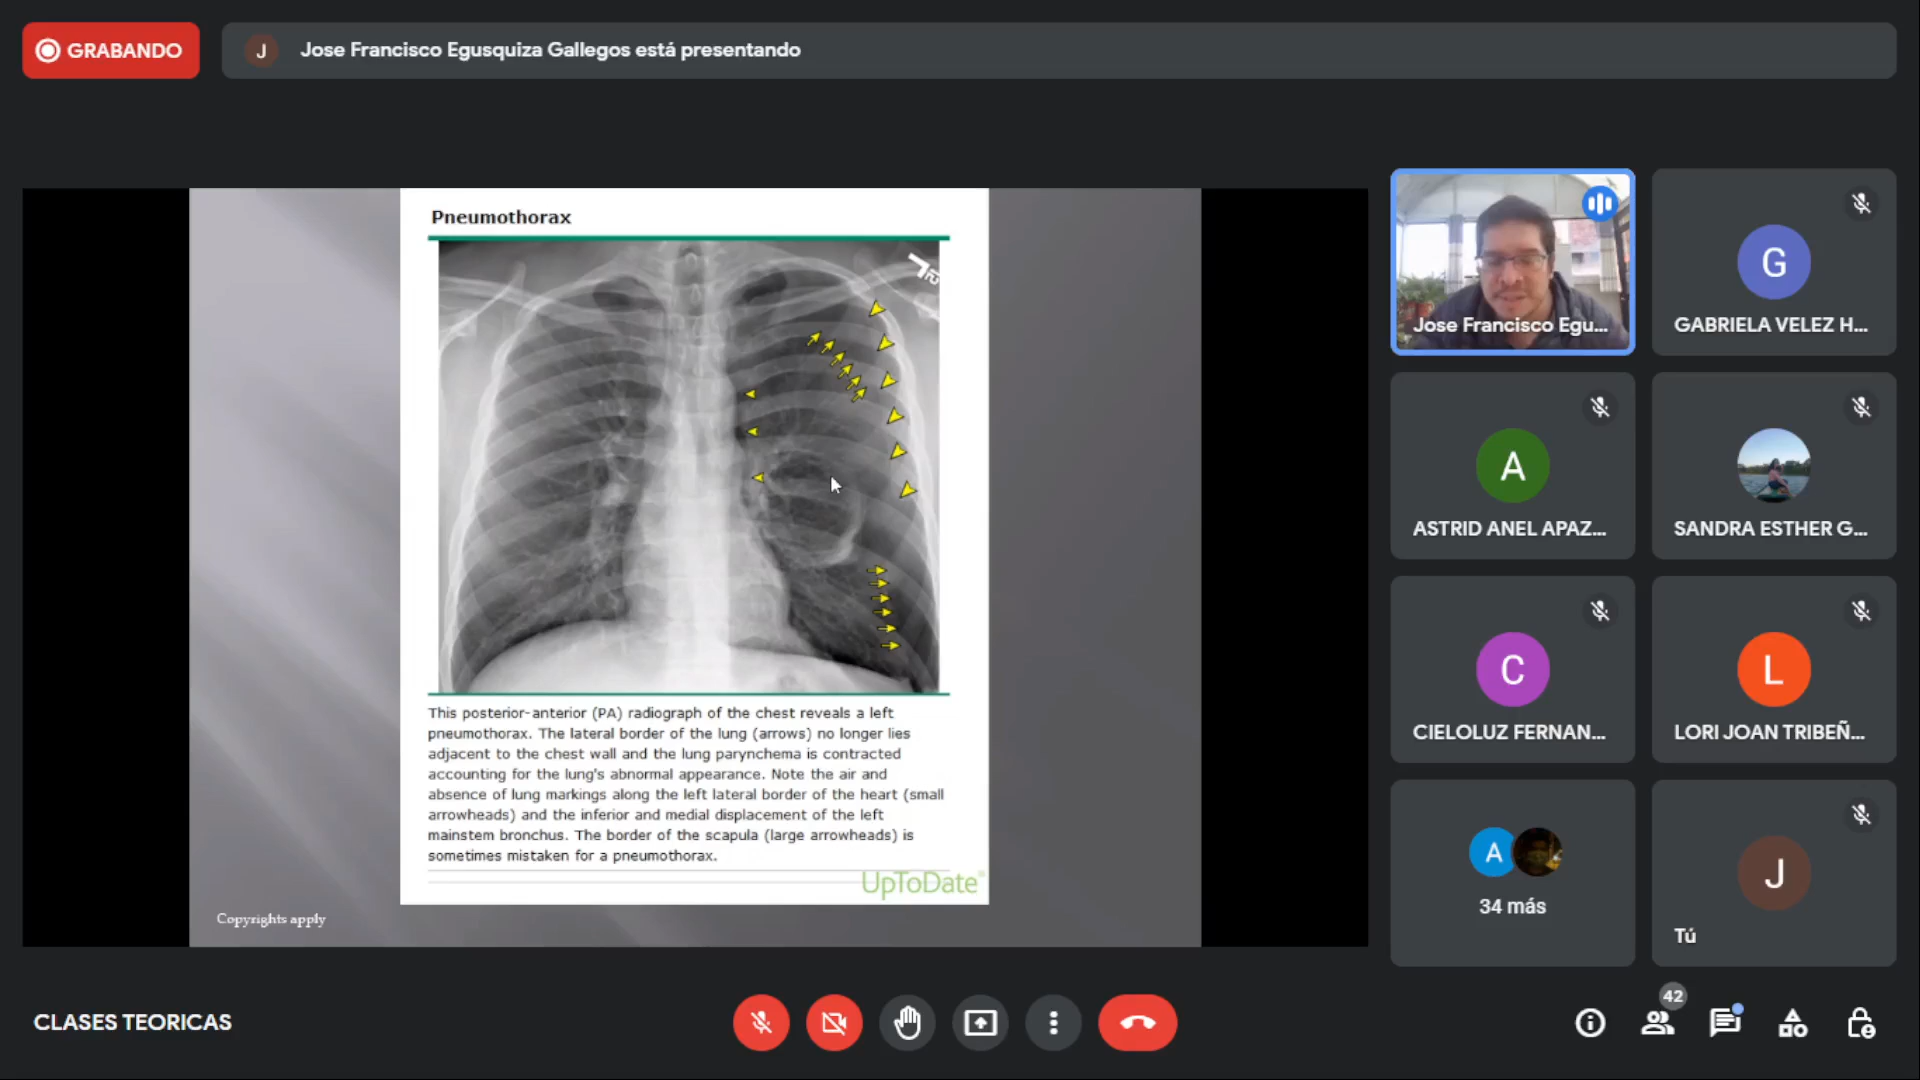 GRABANDO
J
Jose Francisco Egusquiza Gallegos está presentando
Pneumothorax
This posterior-anterior (PA) radiograph of the chest reveals a left
pneumothorax. The lateral border of the lung (arrows) no longer lies
adjacent to the chest wall and the lung parynchema is contracted
accounting for the lung's abnormal appearance. Note the air and
absence of lung markings along the left lateral border of the heart (small
arrowheads) and the inferior and medial displacement of the left
mainstem bronchus. The border of the scapula (large arrowheads) is
sometimes mistaken for a pneumothorax.
UpToDate®
Copyrights apply
Jose Francisco Egu...
G
GABRIELA VELEZ H...
A
ASTRID ANEL APAZ...
SANDRA ESTHER G...
C
CIELOLUZ FERNAN...
L
LORI JOAN TRIBEÑ...
A
34 más
J
Tú
CLASES TEORICAS
42